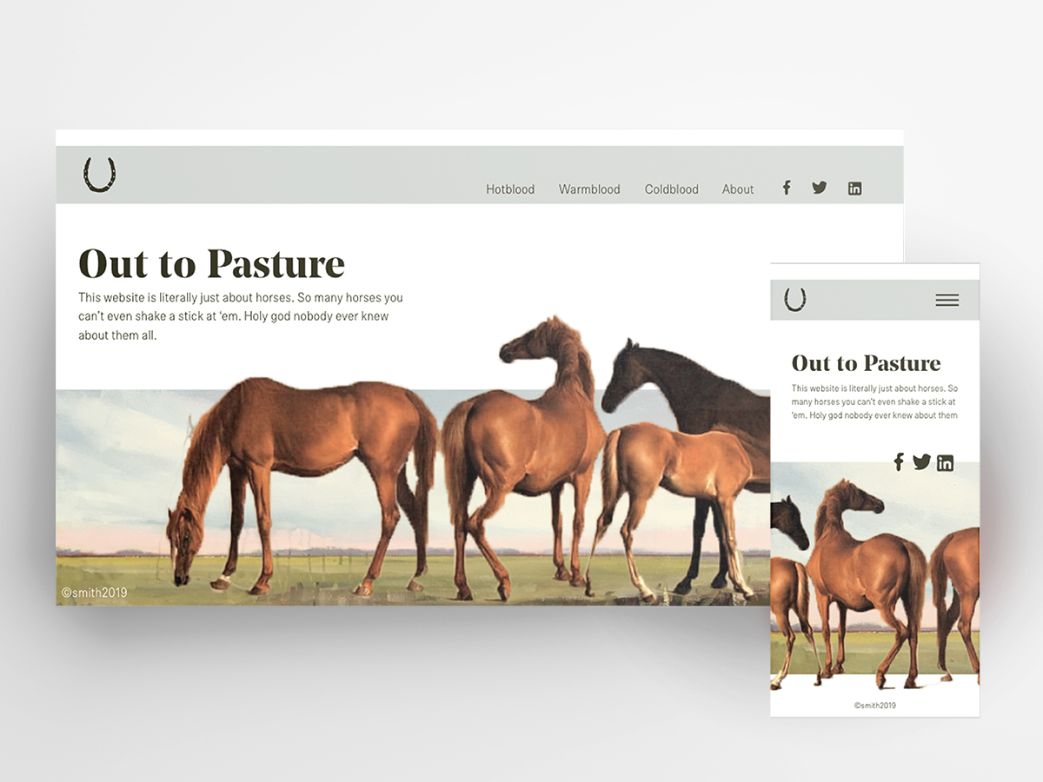 Hotblood Warmblood Coldblood About
Out to Pasture
This website is literally just about horses. So many horses you
can't even shake a stick at ‘em. Holy god nobody ever knew
about them all.
©smith2019
Out to Pasture
This website is literally just about horses. So
many horses you can't even shake a stick at
‘em. Holy god nobody ever knew about them
©smith2019